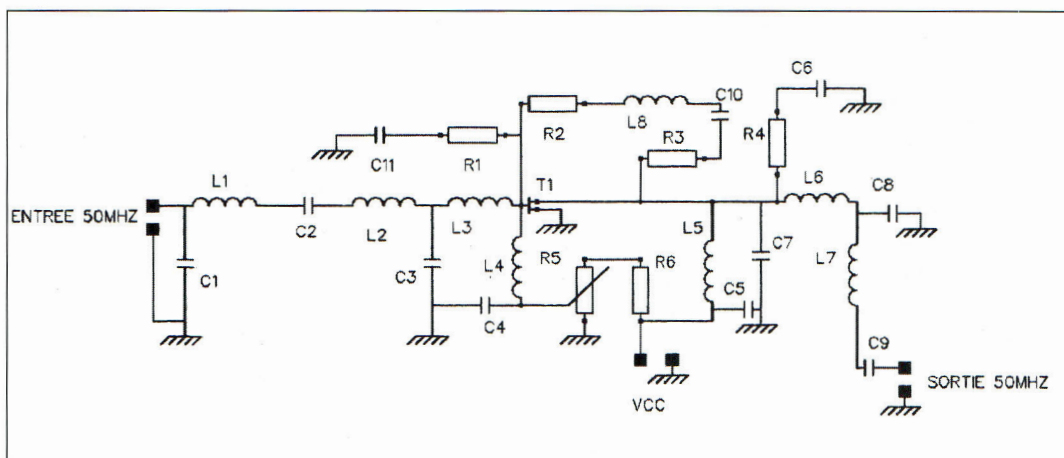 C6
C10
L8
R2
R3
R4
C11
R1
L6
C8
L1
T1
ENTREE 50MHZ
C2
L2
L3
L5
C7
L7
L4
R5
R6
C1
C3
C5
C4
C9
VCC
SORTIE 50MHZ